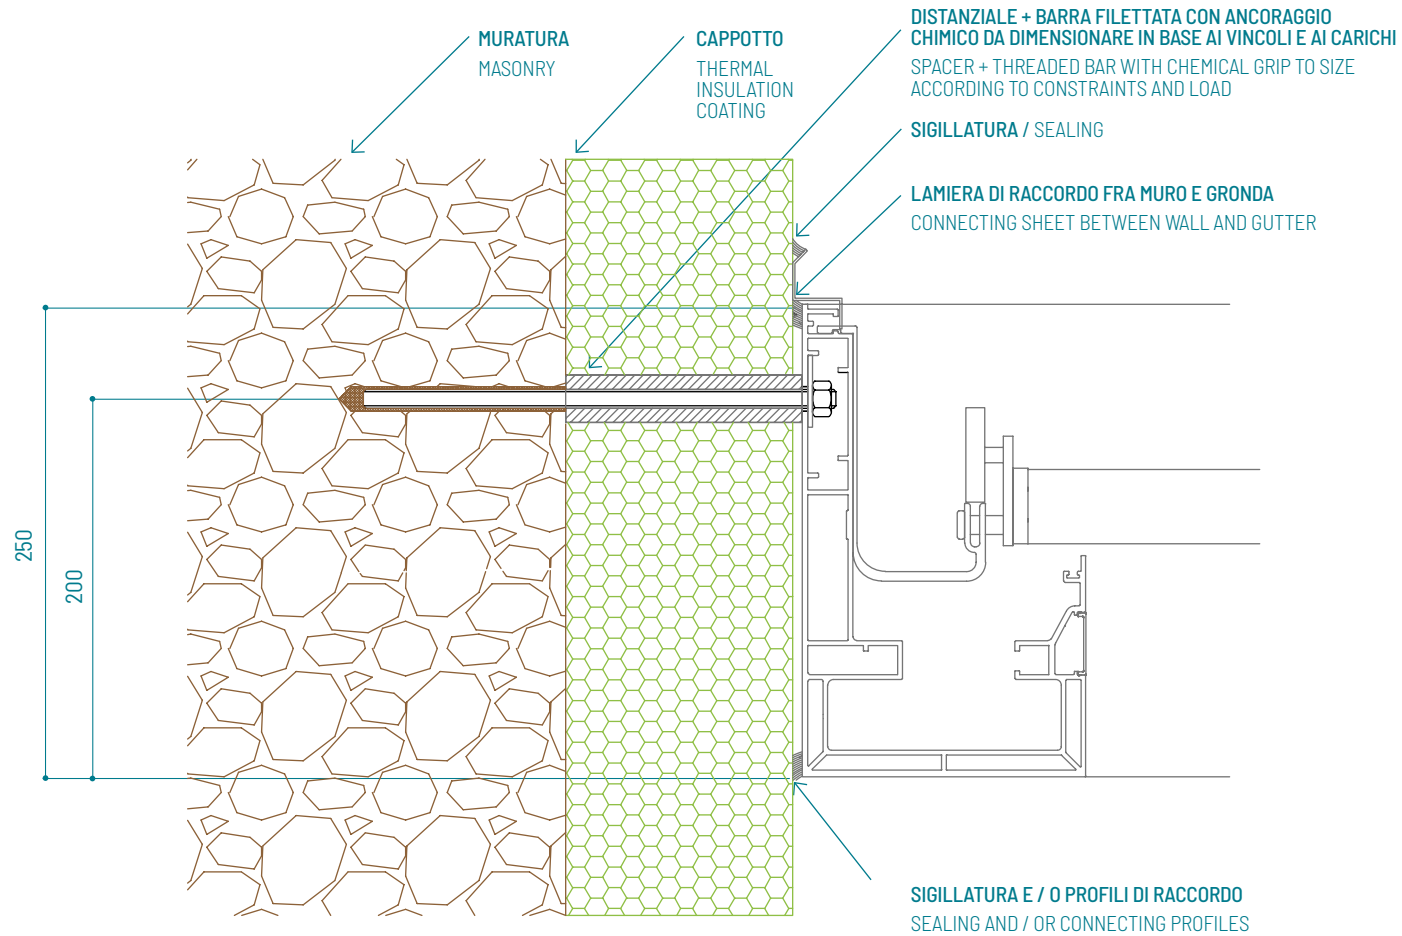 MURATURA
MASONRY
CAPPOTTO
THERMAL
INSULATION
COATING
DISTANZIALE + BARRA FILETTATA CON ANCORAGGIO
CHIMICO DA DIMENSIONARE IN BASE AI VINCOLI E AI CARICHI
SPACER + THREADED BAR WITH CHEMICAL GRIP TO SIZE
ACCORDING TO CONSTRAINTS AND LOAD
SIGILLATURA / SEALING
LAMIERA DI RACCORDO FRA MURO E GRONDA
CONNECTING SHEET BETWEEN WALL AND GUTTER
250
200
SIGILLATURA E / O PROFILI DI RACCORDO
SEALING AND / OR CONNECTING PROFILES